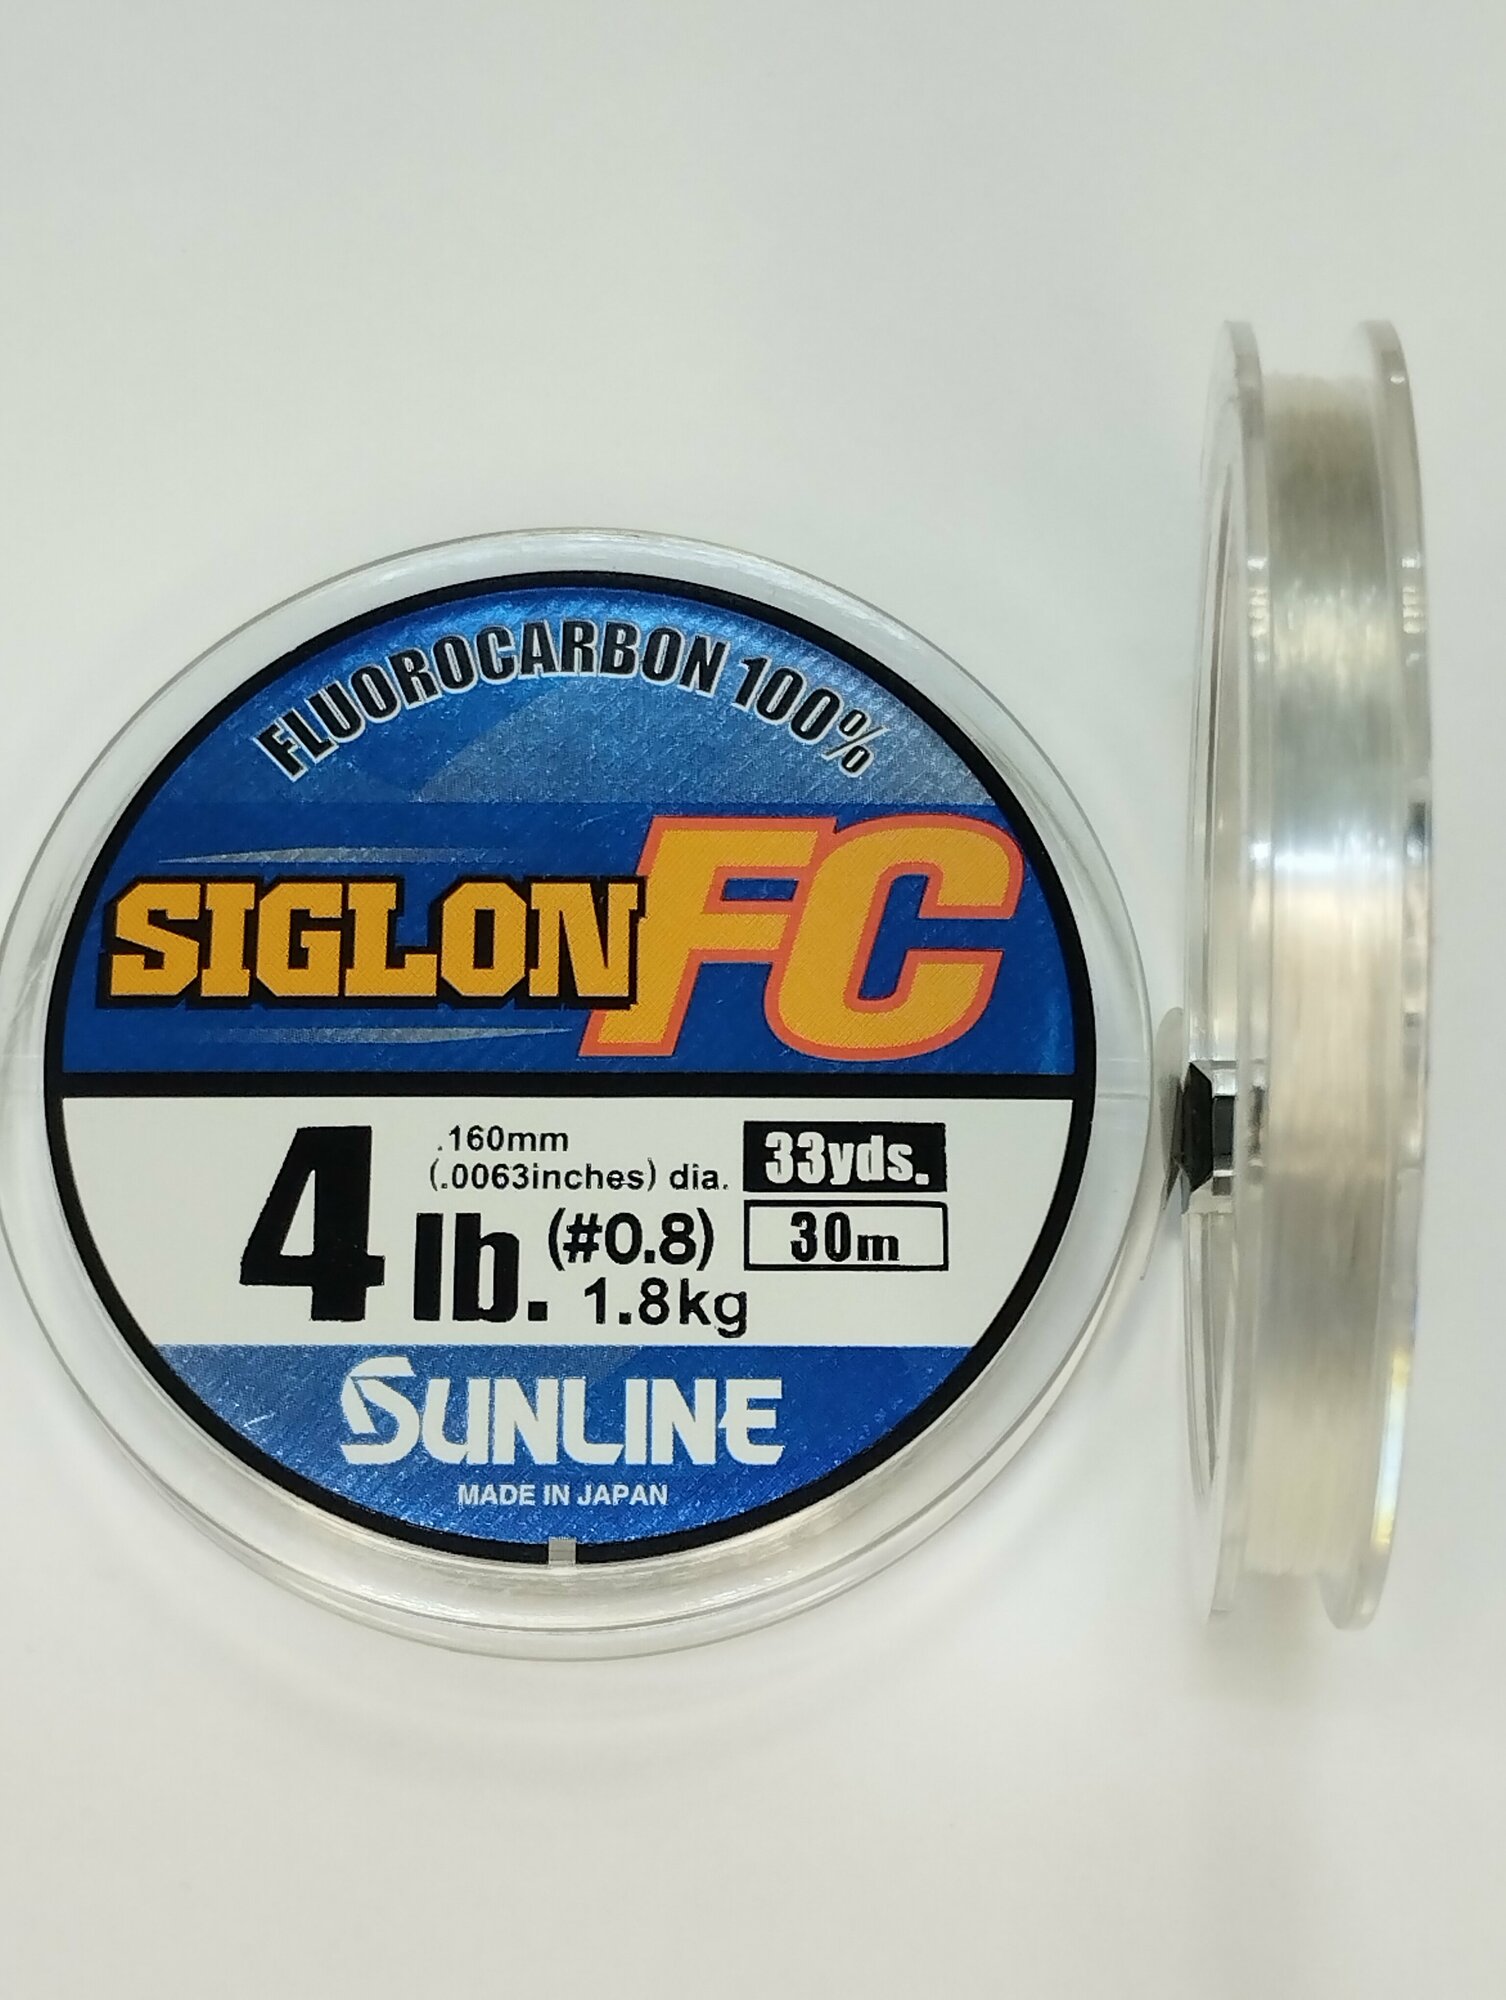 FLUOROCARBON 100%
SIGLON FC
4 lb.
.160mm
(.0063inches) dia.
(#0.8)
1.8kg
33yds.
30m
SUNLINE
MADE IN JAPAN